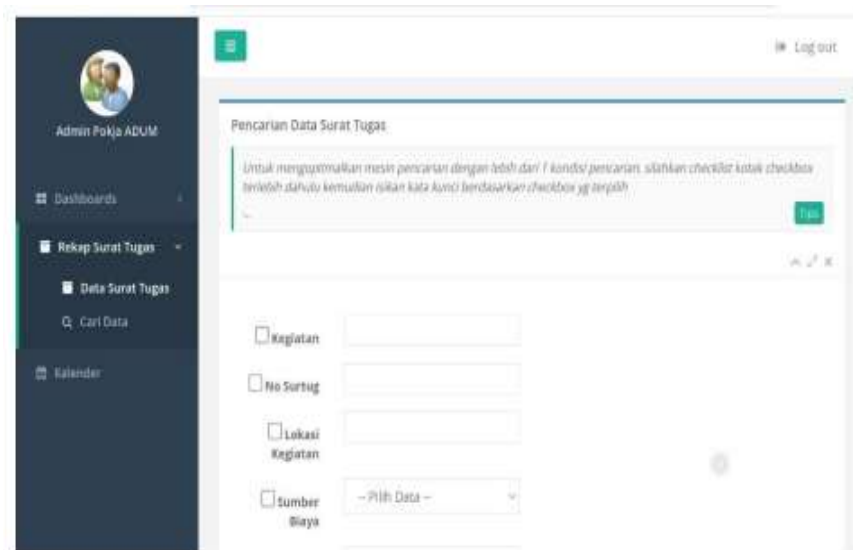 Log out
Admin Pokja ADUM
Dashboards
Rekap Surat Tugas
Data Surat Tugas
Cari Data
Kalender
Pencarian Data Surat Tugas
Untuk mengoptimalkan mesin pencarian dengan lebih dari 1 kondisi pencarian, silahkan checklist kotak checkbox
terlebih dahulu kemudian isikan kata kunci berdasarkan checkbox yg terpilih
...
Tips
Kegiatan
No Surtug
Lokasi
Kegiatan
Sumber
Biaya
-- Pilih Data --